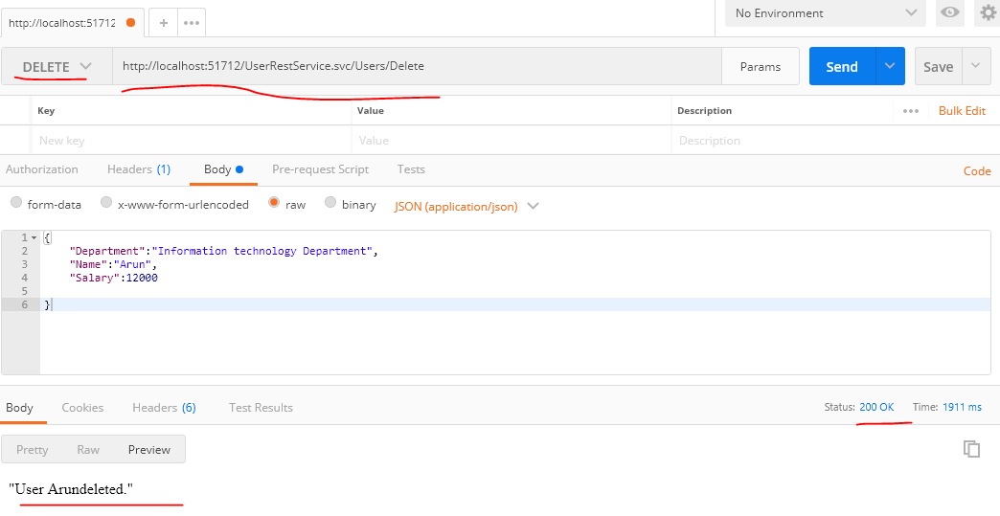 http://localhost:51712
No Environment
DELETE http://localhost:51712/UserRestService.svc/Users/Delete Params Send Save
Key Value Description Bulk Edit
New key Value Description
Authorization Headers (1) Body Pre-request Script Tests Code
form-data x-www-form-urlencoded raw binary JSON (application/json)
1 {
2 "Department":"Information technology Department",
3 "Name":"Arun",
4 "Salary":12000
5
6 }
Body Cookies Headers (6) Test Results Status: 200 OK Time: 1911 ms
Pretty Raw Preview
"User Arundeleted."